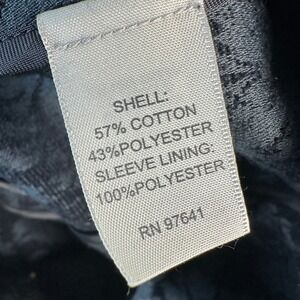 SHELL:
57% COTTON
43%POLYESTER
SLEEVE LINING:
100%POLYESTER
RN 97641